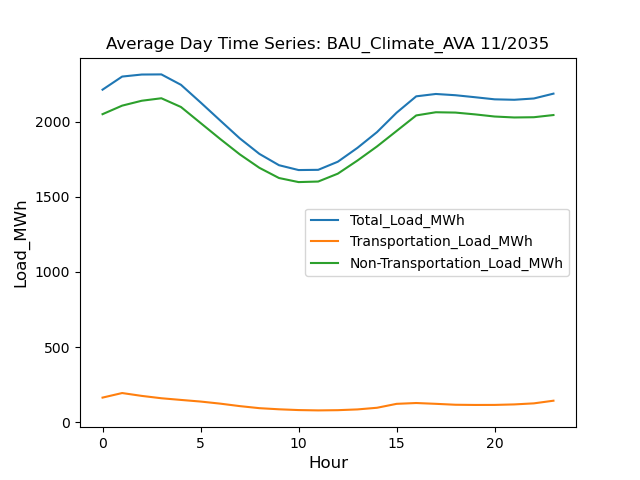 Average Day Time Series: BAU_Climate_AVA 11/2035
Load_MWh
2000
1500
1000
500
0
Total_Load_MWh
Transportation_Load_MWh
Non-Transportation_Load_MWh
0 5 10 15 20
Hour